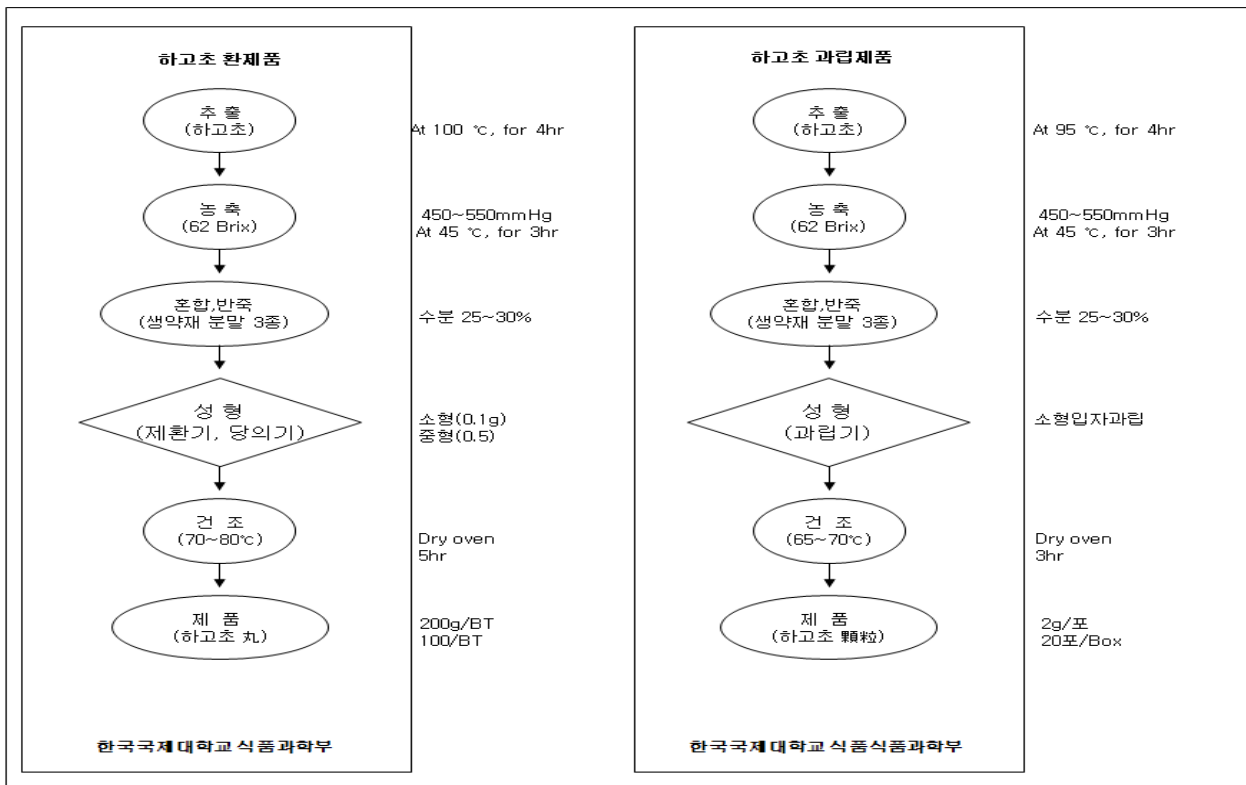 하고초 환제품
추 출
(하고초)
At 100 ℃, for 4hr
농 축
(62 Brix)
450~550mmHg
At 45 ℃, for 3hr
혼합,반죽
(생약재 분말 3종)
수분 25~30%
성 형
(제환기, 당의기)
소형(0.1g)
중형(0.5)
건 조
(70~80℃)
Dry oven
5hr
제 품
(하고초 丸)
200g/BT
100/BT
한국국제대학교 식품과학부
하고초 과립제품
추 출
(하고초)
At 95 ℃, for 4hr
농 축
(62 Brix)
450~550mmHg
At 45 ℃, for 3hr
혼합,반죽
(생약재 분말 3종)
수분 25~30%
성 형
(과립기)
소형입자과립
건 조
(65~70℃)
Dry oven
3hr
제 품
(하고초 顆粒)
2g/포
20포/Box
한국국제대학교 식품식품과학부